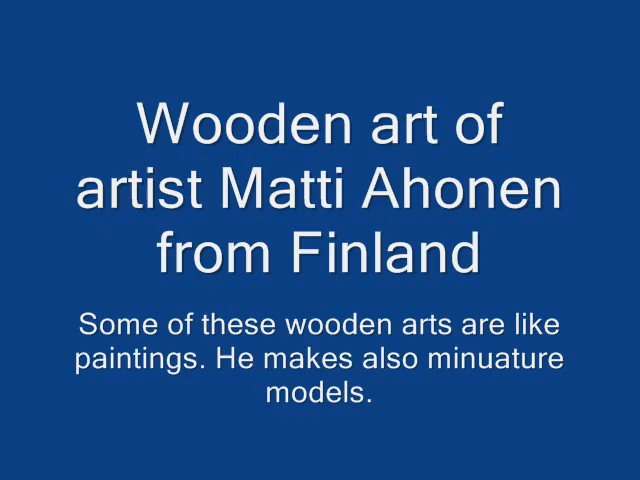 Wooden art of
artist Matti Ahonen
from Finland
Some of these wooden arts are like
paintings. He makes also minuature
models.